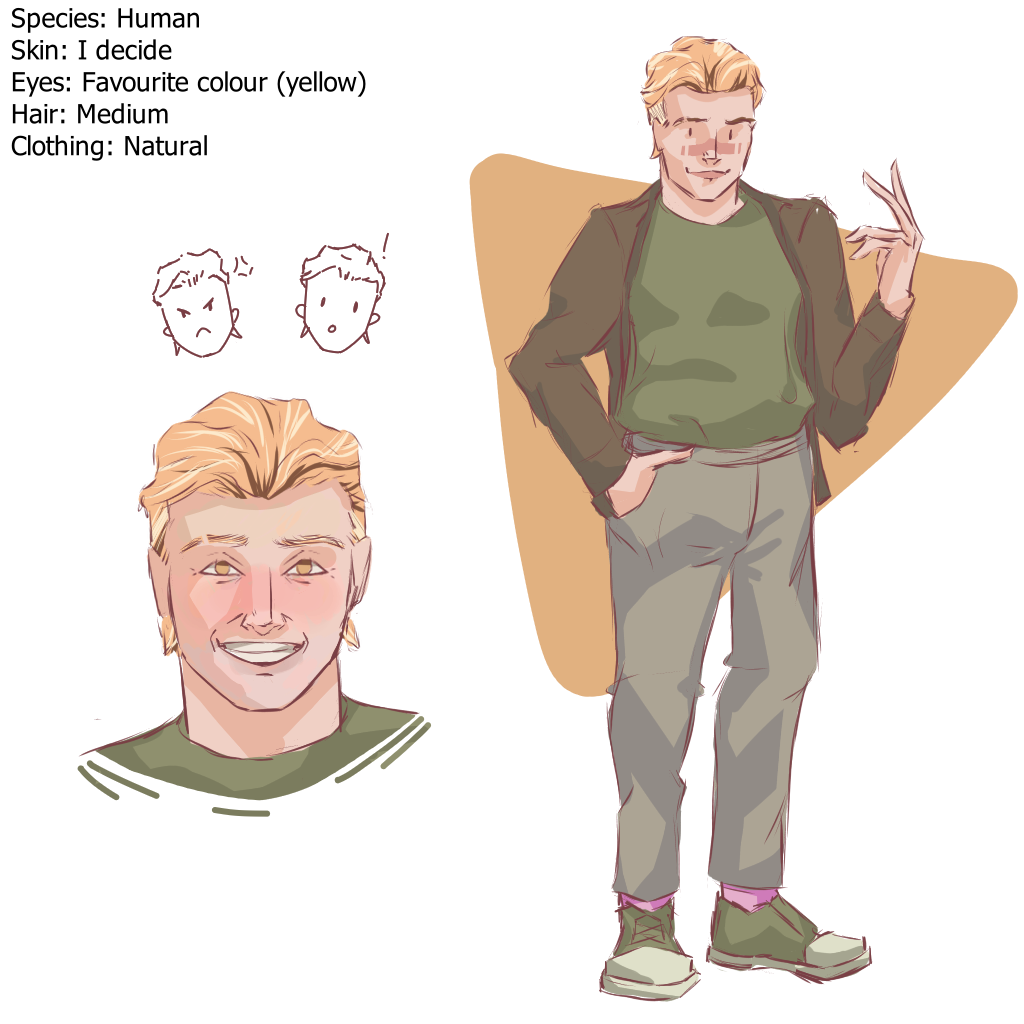 Species: Human
Skin: I decide
Eyes: Favourite colour (yellow)
Hair: Medium
Clothing: Natural